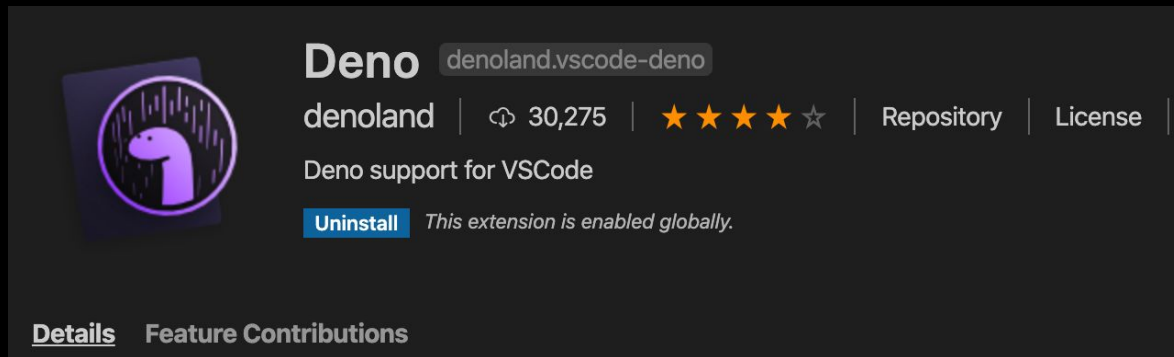 Deno denoland.vscode-deno
denoland 30,275 Repository License
Deno support for VSCode
Uninstall This extension is enabled globally.
Details Feature Contributions